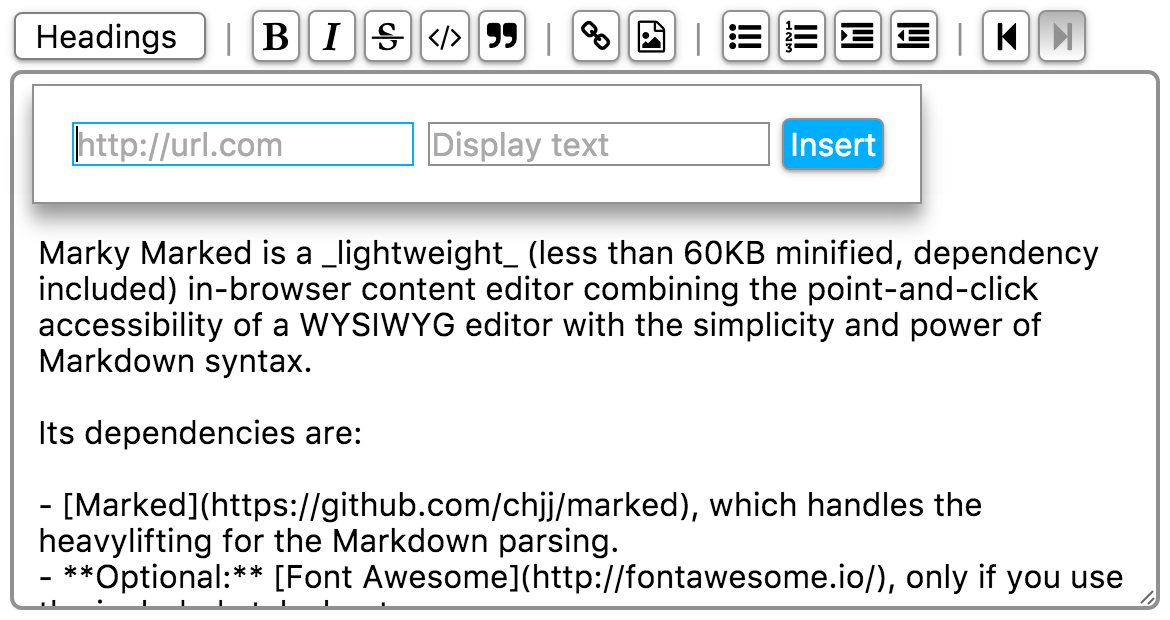 Headings | B I S </> | | 
http://url.com Display text Insert
Marky Marked is a _lightweight_ (less than 60KB minified, dependency
included) in-browser content editor combining the point-and-click
accessibility of a WYSIWYG editor with the simplicity and power of
Markdown syntax.
Its dependencies are:
- [Marked](https://github.com/chjj/marked), which handles the
heavylifting for the Markdown parsing.
- **Optional:** [Font Awesome](http://fontawesome.io/), only if you use